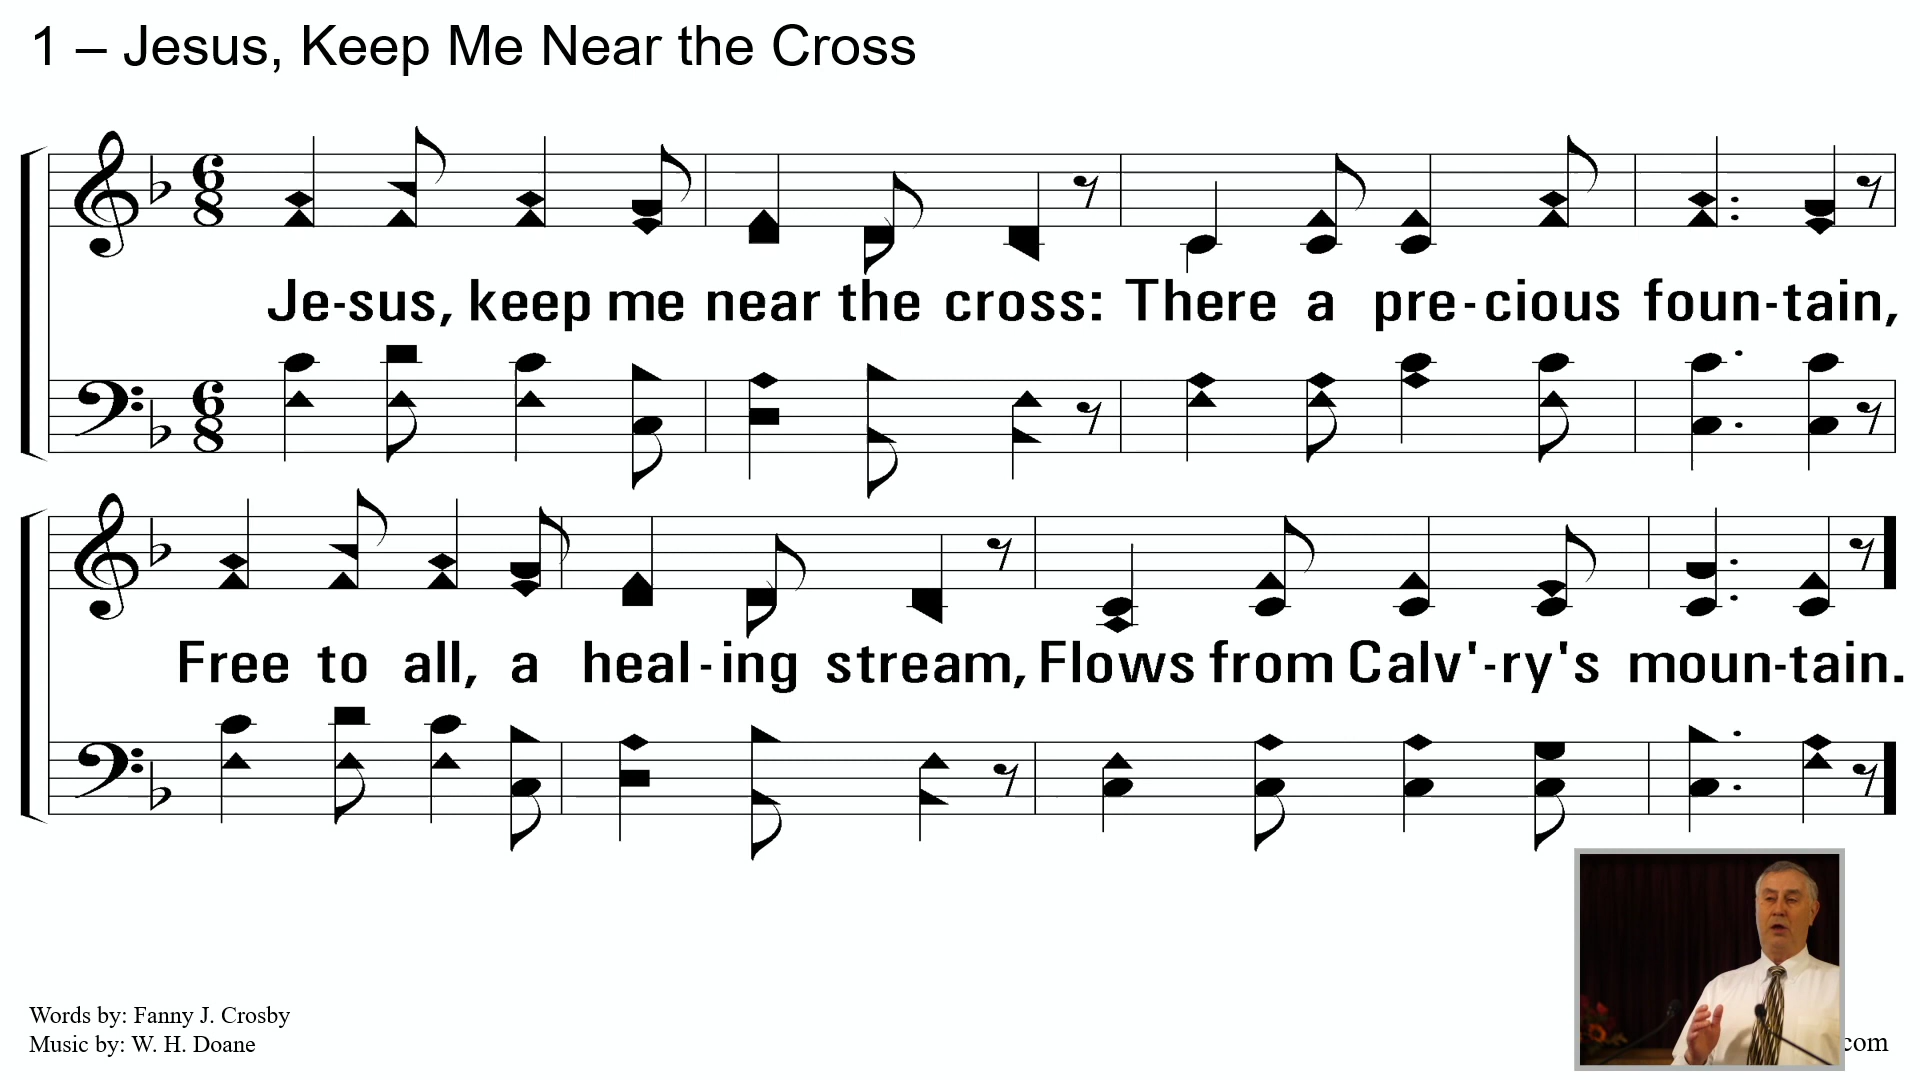 1 – Jesus, Keep Me Near the Cross
Je-sus, keep me near the cross: There a pre-cious foun-tain,
Free to all, a heal-ing stream, Flows from Calv'-ry's moun-tain.
Words by: Fanny J. Crosby
Music by: W. H. Doane
com